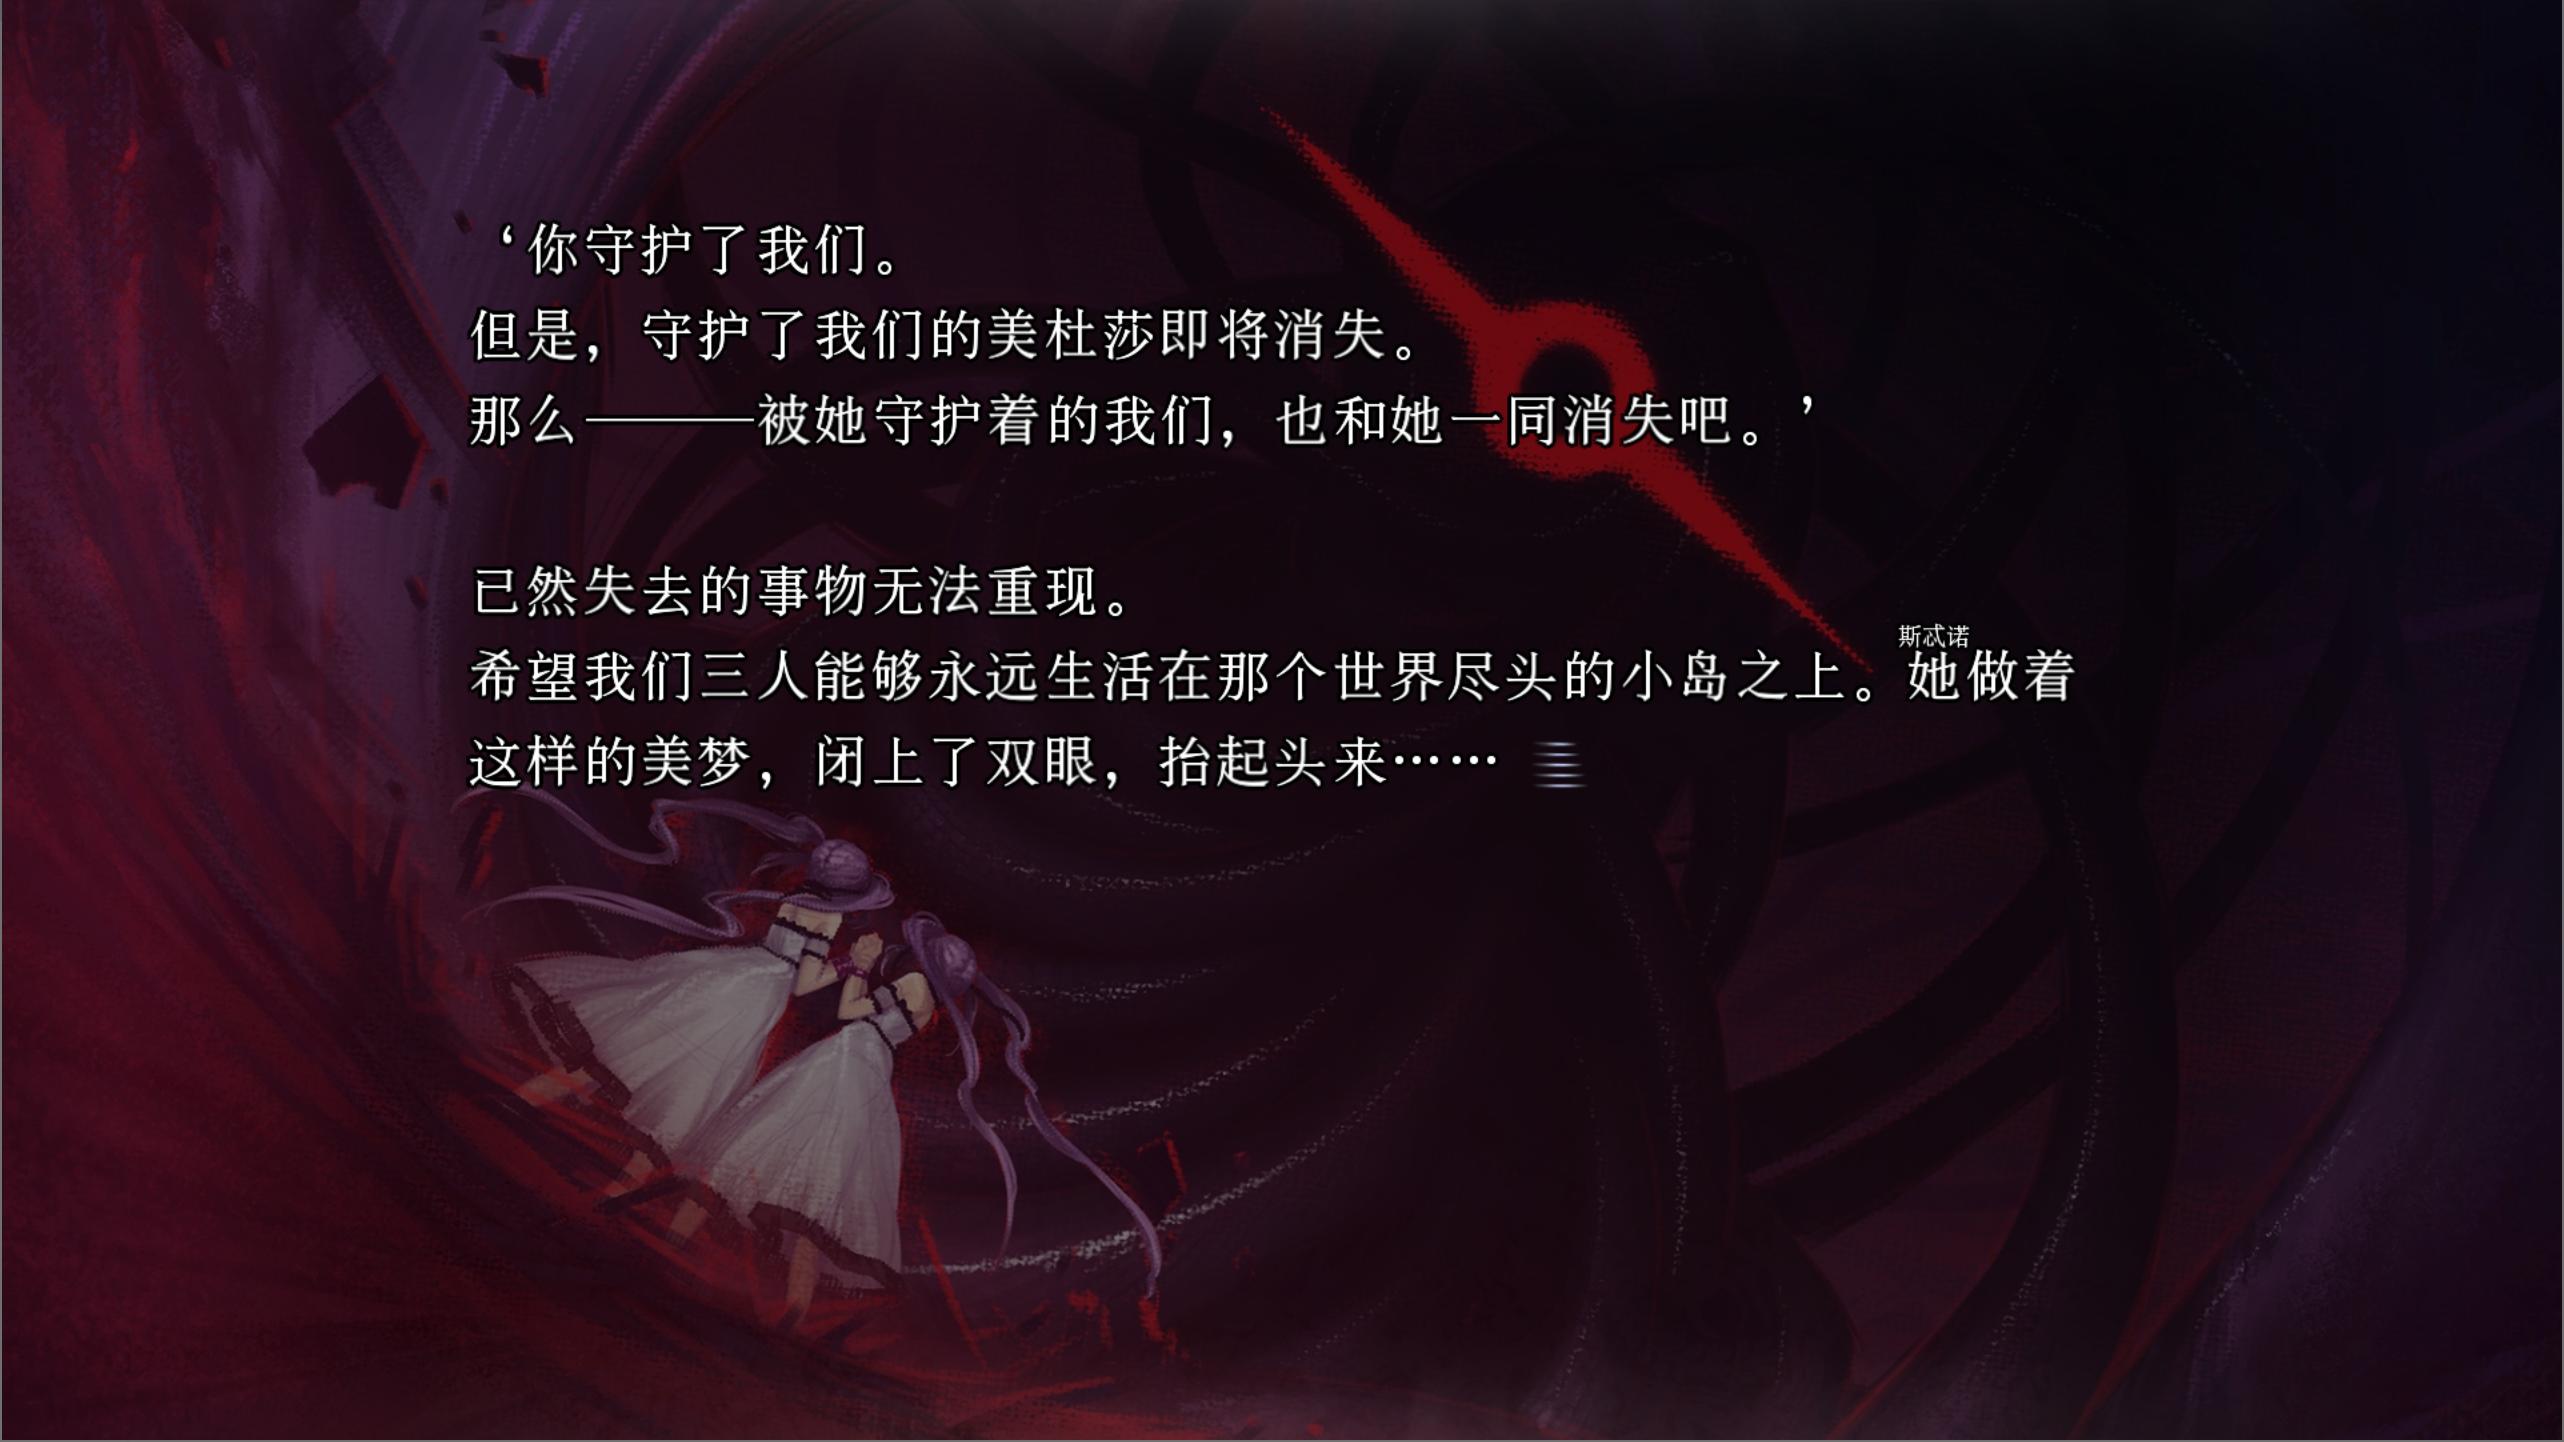 ‘你守护了我们。
但是，守护了我们的美杜莎即将消失。
那么———被她守护着的我们，也和她一同消失吧。’
已然失去的事物无法重现。
斯忒诺
希望我们三人能够永远生活在那个世界尽头的小岛之上。她做着
这样的美梦，闭上了双眼，抬起头来……